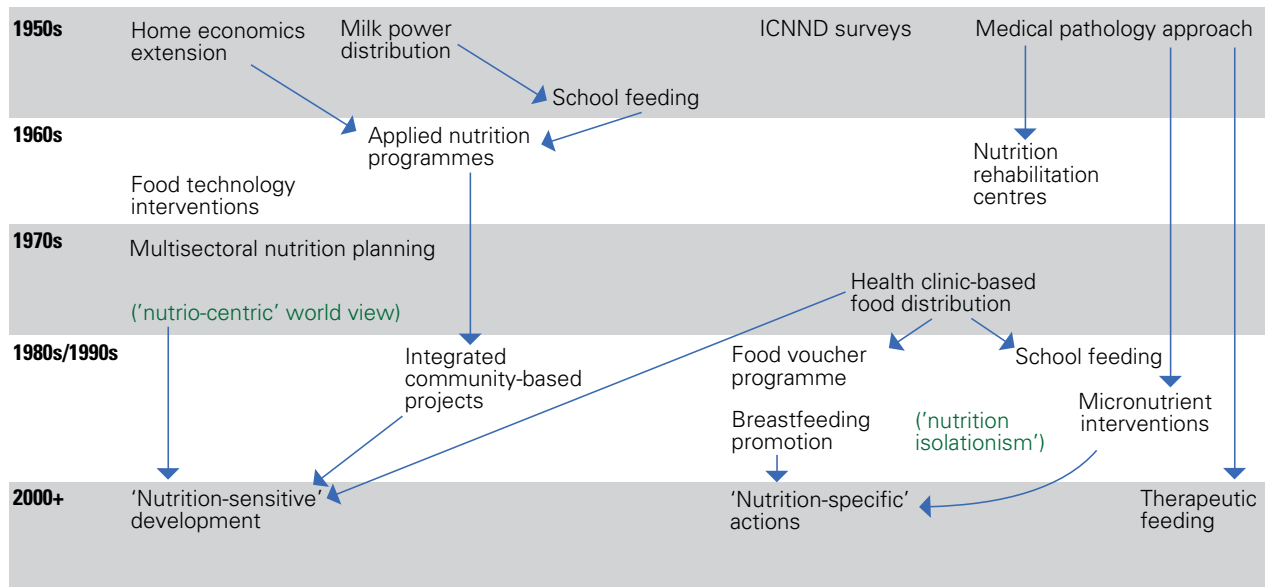 1950s
Home economics
extension
Milk power
distribution
ICNND surveys
Medical pathology approach
School feeding
1960s
Applied nutrition
programmes
Nutrition
rehabilitation
centres
Food technology
interventions
1970s
Multisectoral nutrition planning
Health clinic-based
food distribution
('nutrio-centric' world view)
1980s/1990s
Integrated
community-based
projects
Food voucher
programme
School feeding
Micronutrient
interventions
Breastfeeding
promotion
('nutrition
isolationism')
2000+
'Nutrition-sensitive'
development
'Nutrition-specific'
actions
Therapeutic
feeding